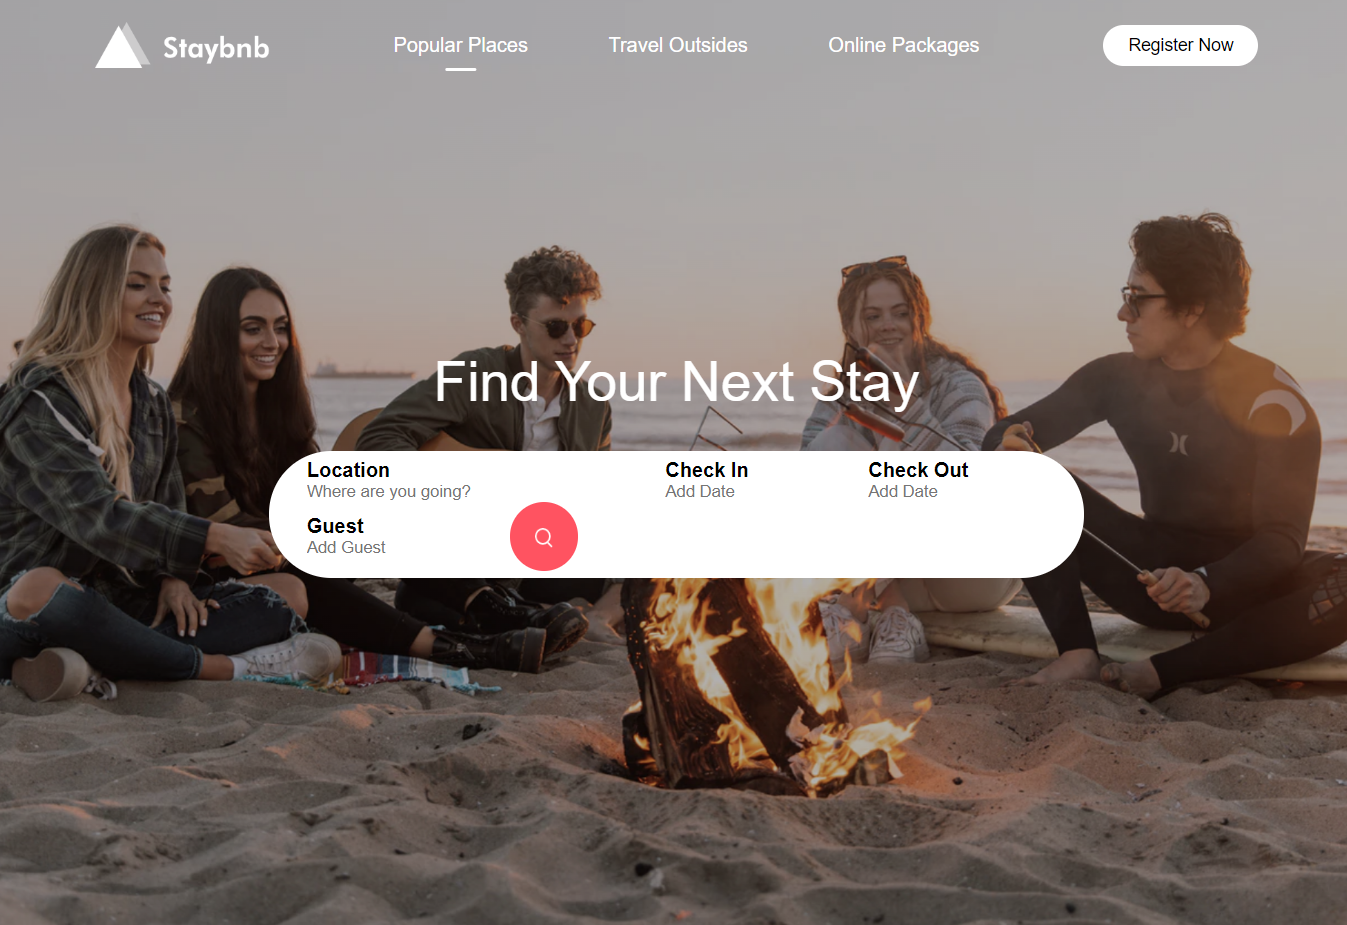 Staybnb
Popular Places
Travel Outsides
Online Packages
Register Now
Find Your Next Stay
Location
Where are you going?
Check In
Add Date
Check Out
Add Date
Guest
Add Guest